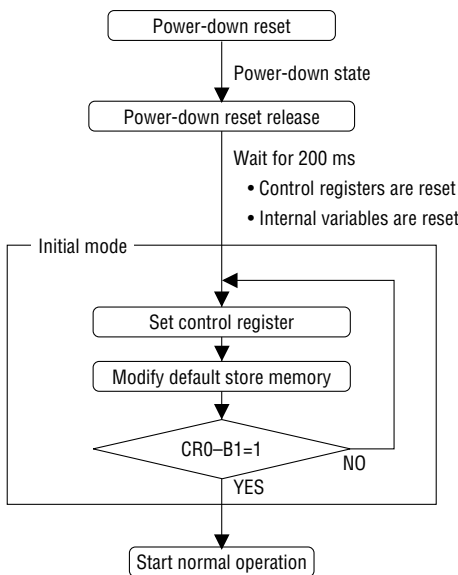 Power-down reset
Power-down state
Power-down reset release
Wait for 200 ms
• Control registers are reset
• Internal variables are reset
Initial mode
Set control register
Modify default store memory
CR0–B1=1
NO
YES
Start normal operation